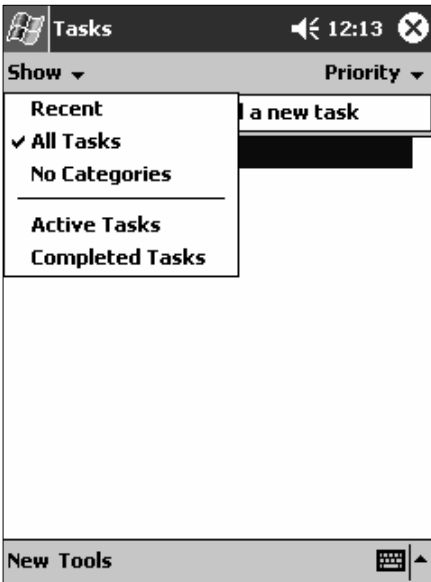 Tasks 12:13
Show Priority
Recent
a new task
All Tasks
No Categories
Active Tasks
Completed Tasks
New Tools